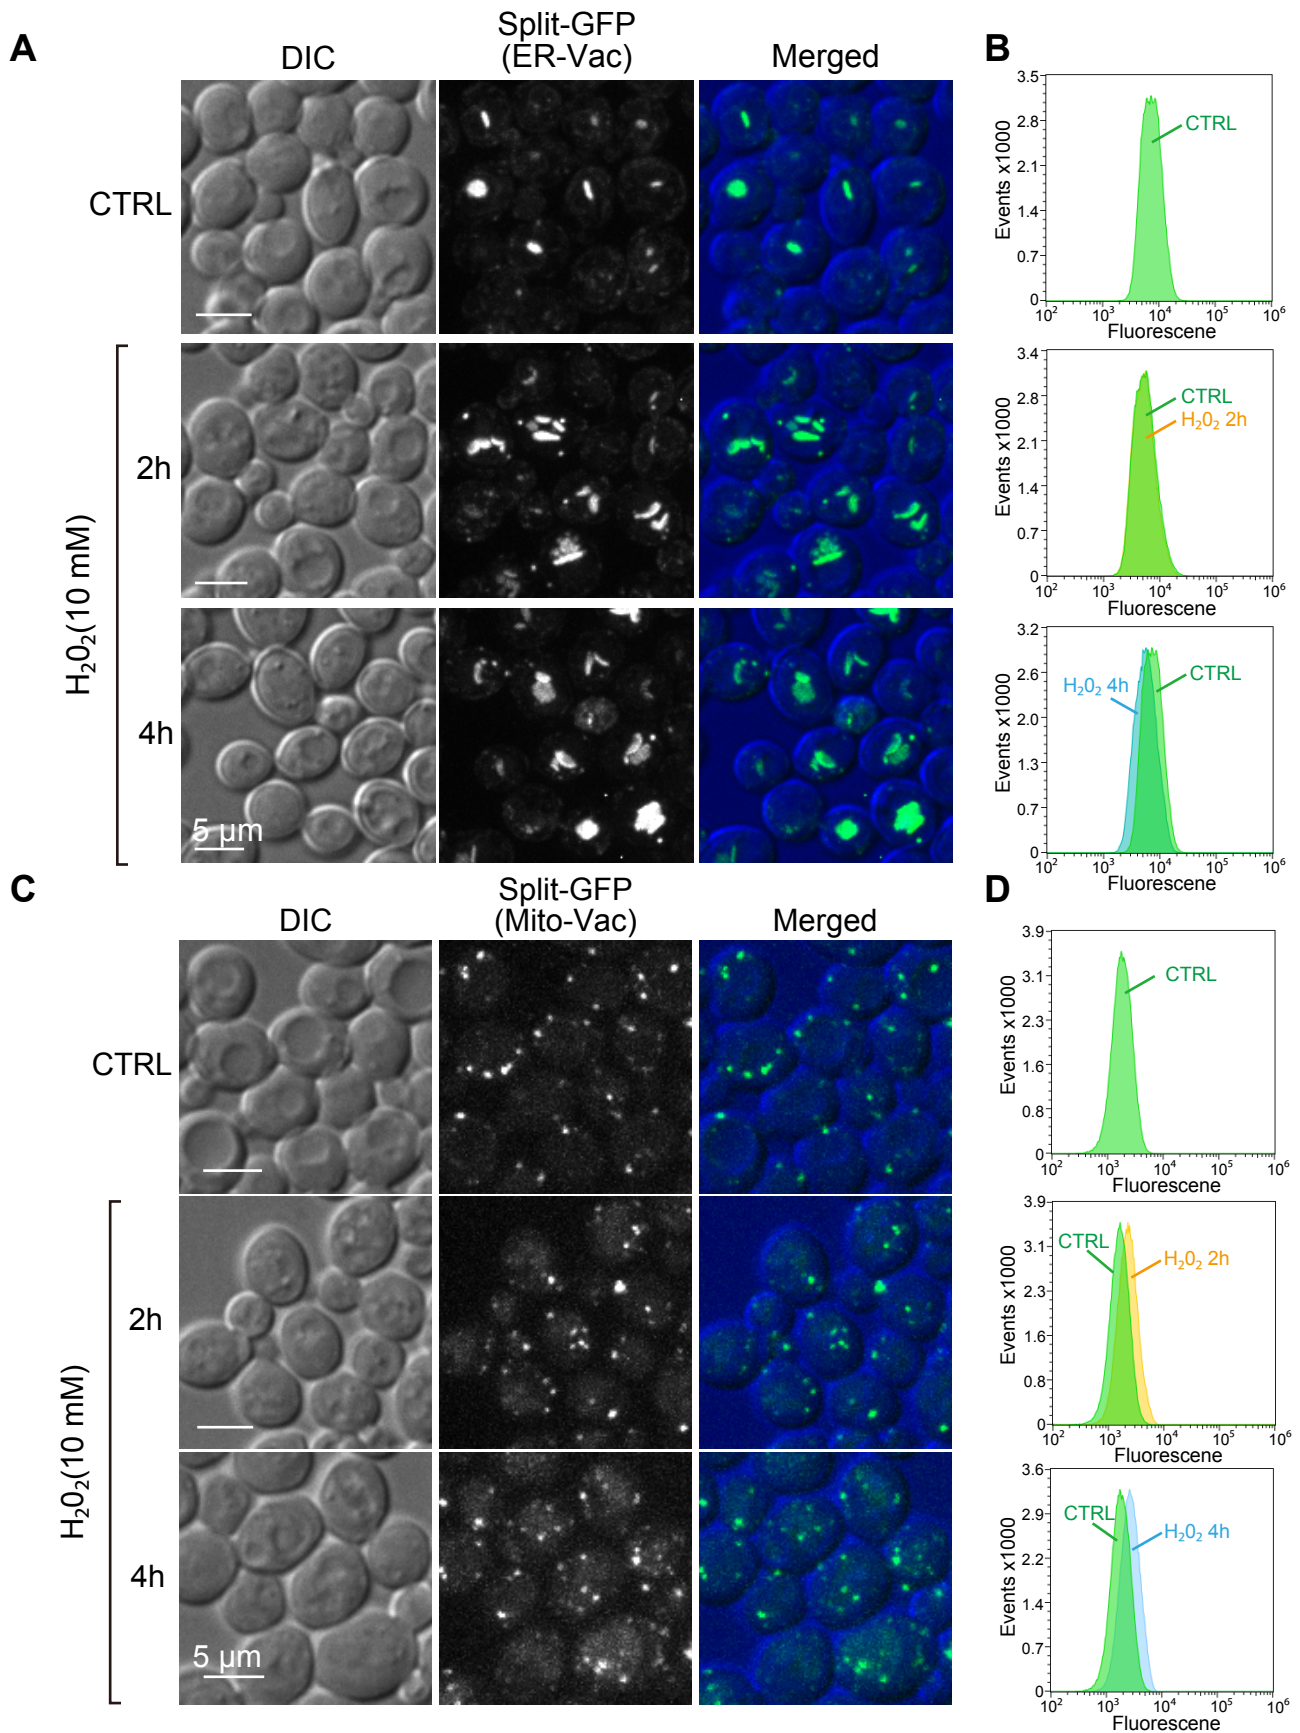 A
DIC
Split-GFP
(ER-Vac)
Merged
CTRL
H₂0₂(10 mM)
2h
4h
5 µm
B
3.5
2.8
2.1
1.4
0.7
0
Events x1000
CTRL
10² 10³ 10⁴ 10⁵ 10⁶
Fluorescene
3.4
2.8
2.1
1.4
0.7
0
Events x1000
CTRL
H₂0₂ 2h
10² 10³ 10⁴ 10⁵ 10⁶
Fluorescene
3.2
2.6
2.0
1.3
0.7
0
Events x1000
H₂0₂ 4h
CTRL
10² 10³ 10⁴ 10⁵ 10⁶
Fluorescene
C
DIC
Split-GFP
(Mito-Vac)
Merged
CTRL
H₂0₂(10 mM)
2h
4h
5 µm
D
3.9
3.1
2.3
1.6
0.8
0
Events x1000
CTRL
10² 10³ 10⁴ 10⁵ 10⁶
Fluorescene
3.9
3.1
2.3
1.6
0.8
0
Events x1000
CTRL
H₂0₂ 2h
10² 10³ 10⁴ 10⁵ 10⁶
Fluorescene
3.6
2.9
2.2
1.4
0.7
0
Events x1000
CTRL
H₂0₂ 4h
10² 10³ 10⁴ 10⁵ 10⁶
Fluorescene